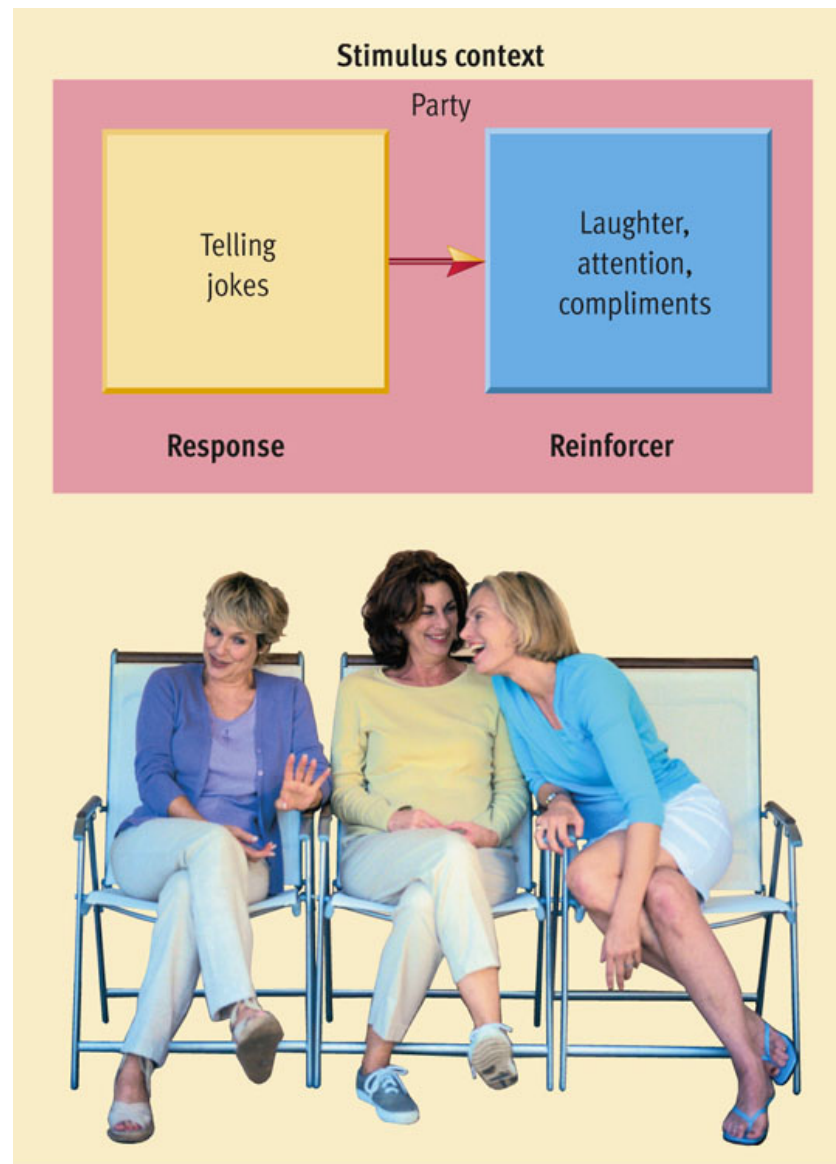 Stimulus context
Party
Telling
jokes
Laughter,
attention,
compliments
Response
Reinforcer